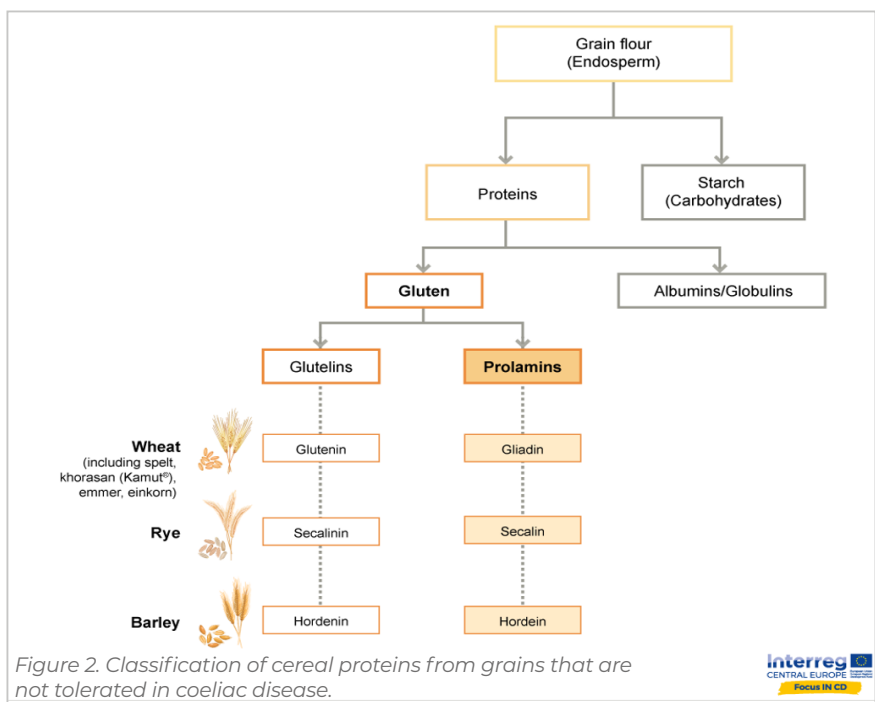 Grain flour
(Endosperm)
Proteins
Starch
(Carbohydrates)
Gluten
Albumins/Globulins
Glutelins
Prolamins
Wheat
(including spelt,
khorasan (Kamut®),
emmer, einkorn)
Glutenin
Gliadin
Rye
Secalinin
Secalin
Barley
Hordenin
Hordein
Figure 2. Classification of cereal proteins from grains that are
not tolerated in coeliac disease.
Interreg
CENTRAL EUROPE
Focus IN CD